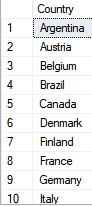 Country
1 Argentina
2 Austria
3 Belgium
4 Brazil
5 Canada
6 Denmark
7 Finland
8 France
9 Germany
10 Italy